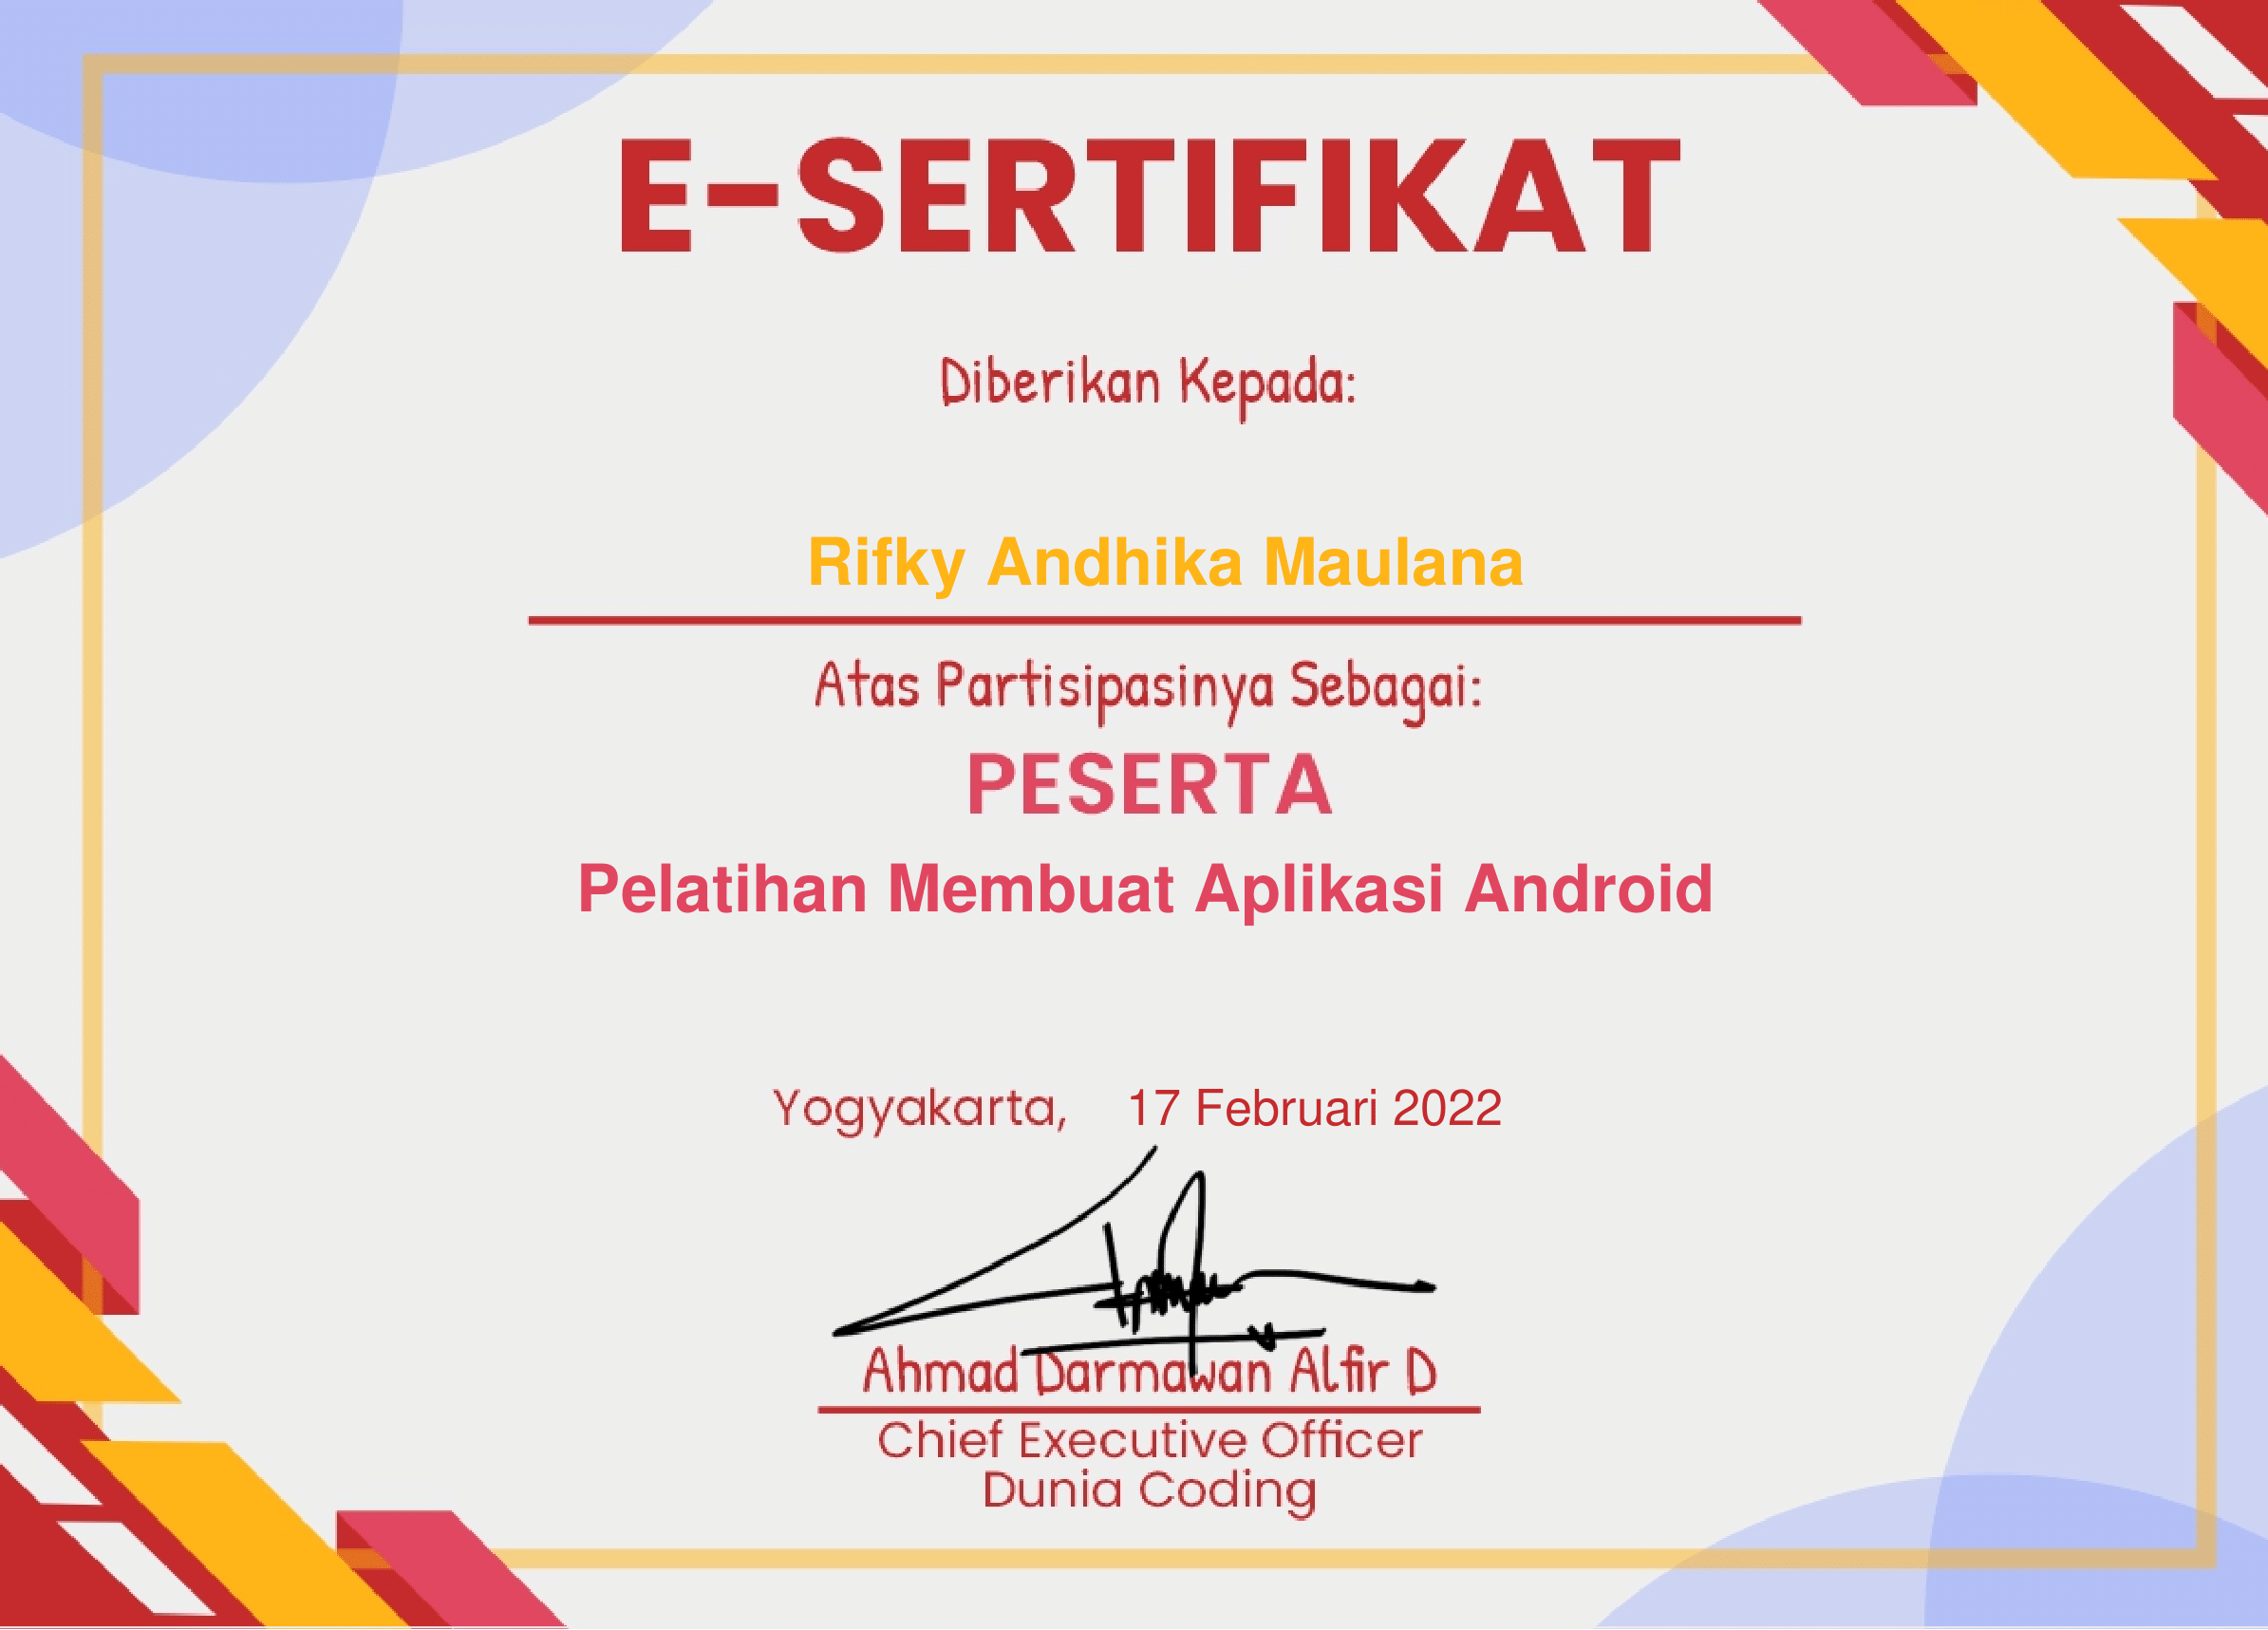 E-SERTIFIKAT
Diberikan Kepada:
Rifky Andhika Maulana
Atas Partisipasinya Sebagai:
PESERTA
Pelatihan Membuat Aplikasi Android
Yogyakarta, 17 Februari 2022
Ahmad Darmawan Alfir D
Chief Executive Officer
Dunia Coding